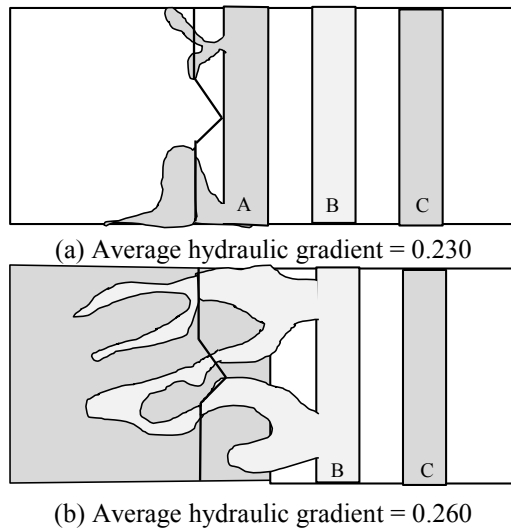 A B C
(a) Average hydraulic gradient = 0.230
B C
(b) Average hydraulic gradient = 0.260